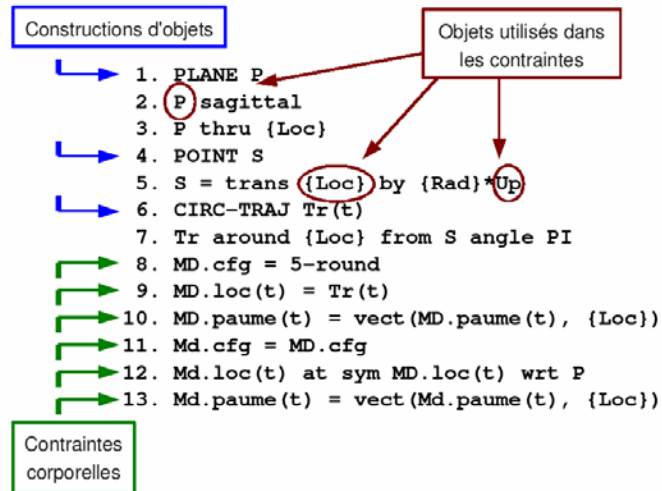 Constructions d'objets
Objets utilisés dans
les contraintes
1. PLANE P
2. P sagittal
3. P thru {Loc}
4. POINT S
5. S = trans {Loc} by {Rad}*Up
6. CIRC-TRAJ Tr(t)
7. Tr around {Loc} from S angle PI
8. MD.cfg = 5-round
9. MD.loc(t) = Tr(t)
10. MD.paume(t) = vect(MD.paume(t), {Loc})
11. Md.cfg = MD.cfg
12. Md.loc(t) at sym MD.loc(t) wrt P
13. Md.paume(t) = vect(Md.paume(t), {Loc})
Contraintes
corporelles